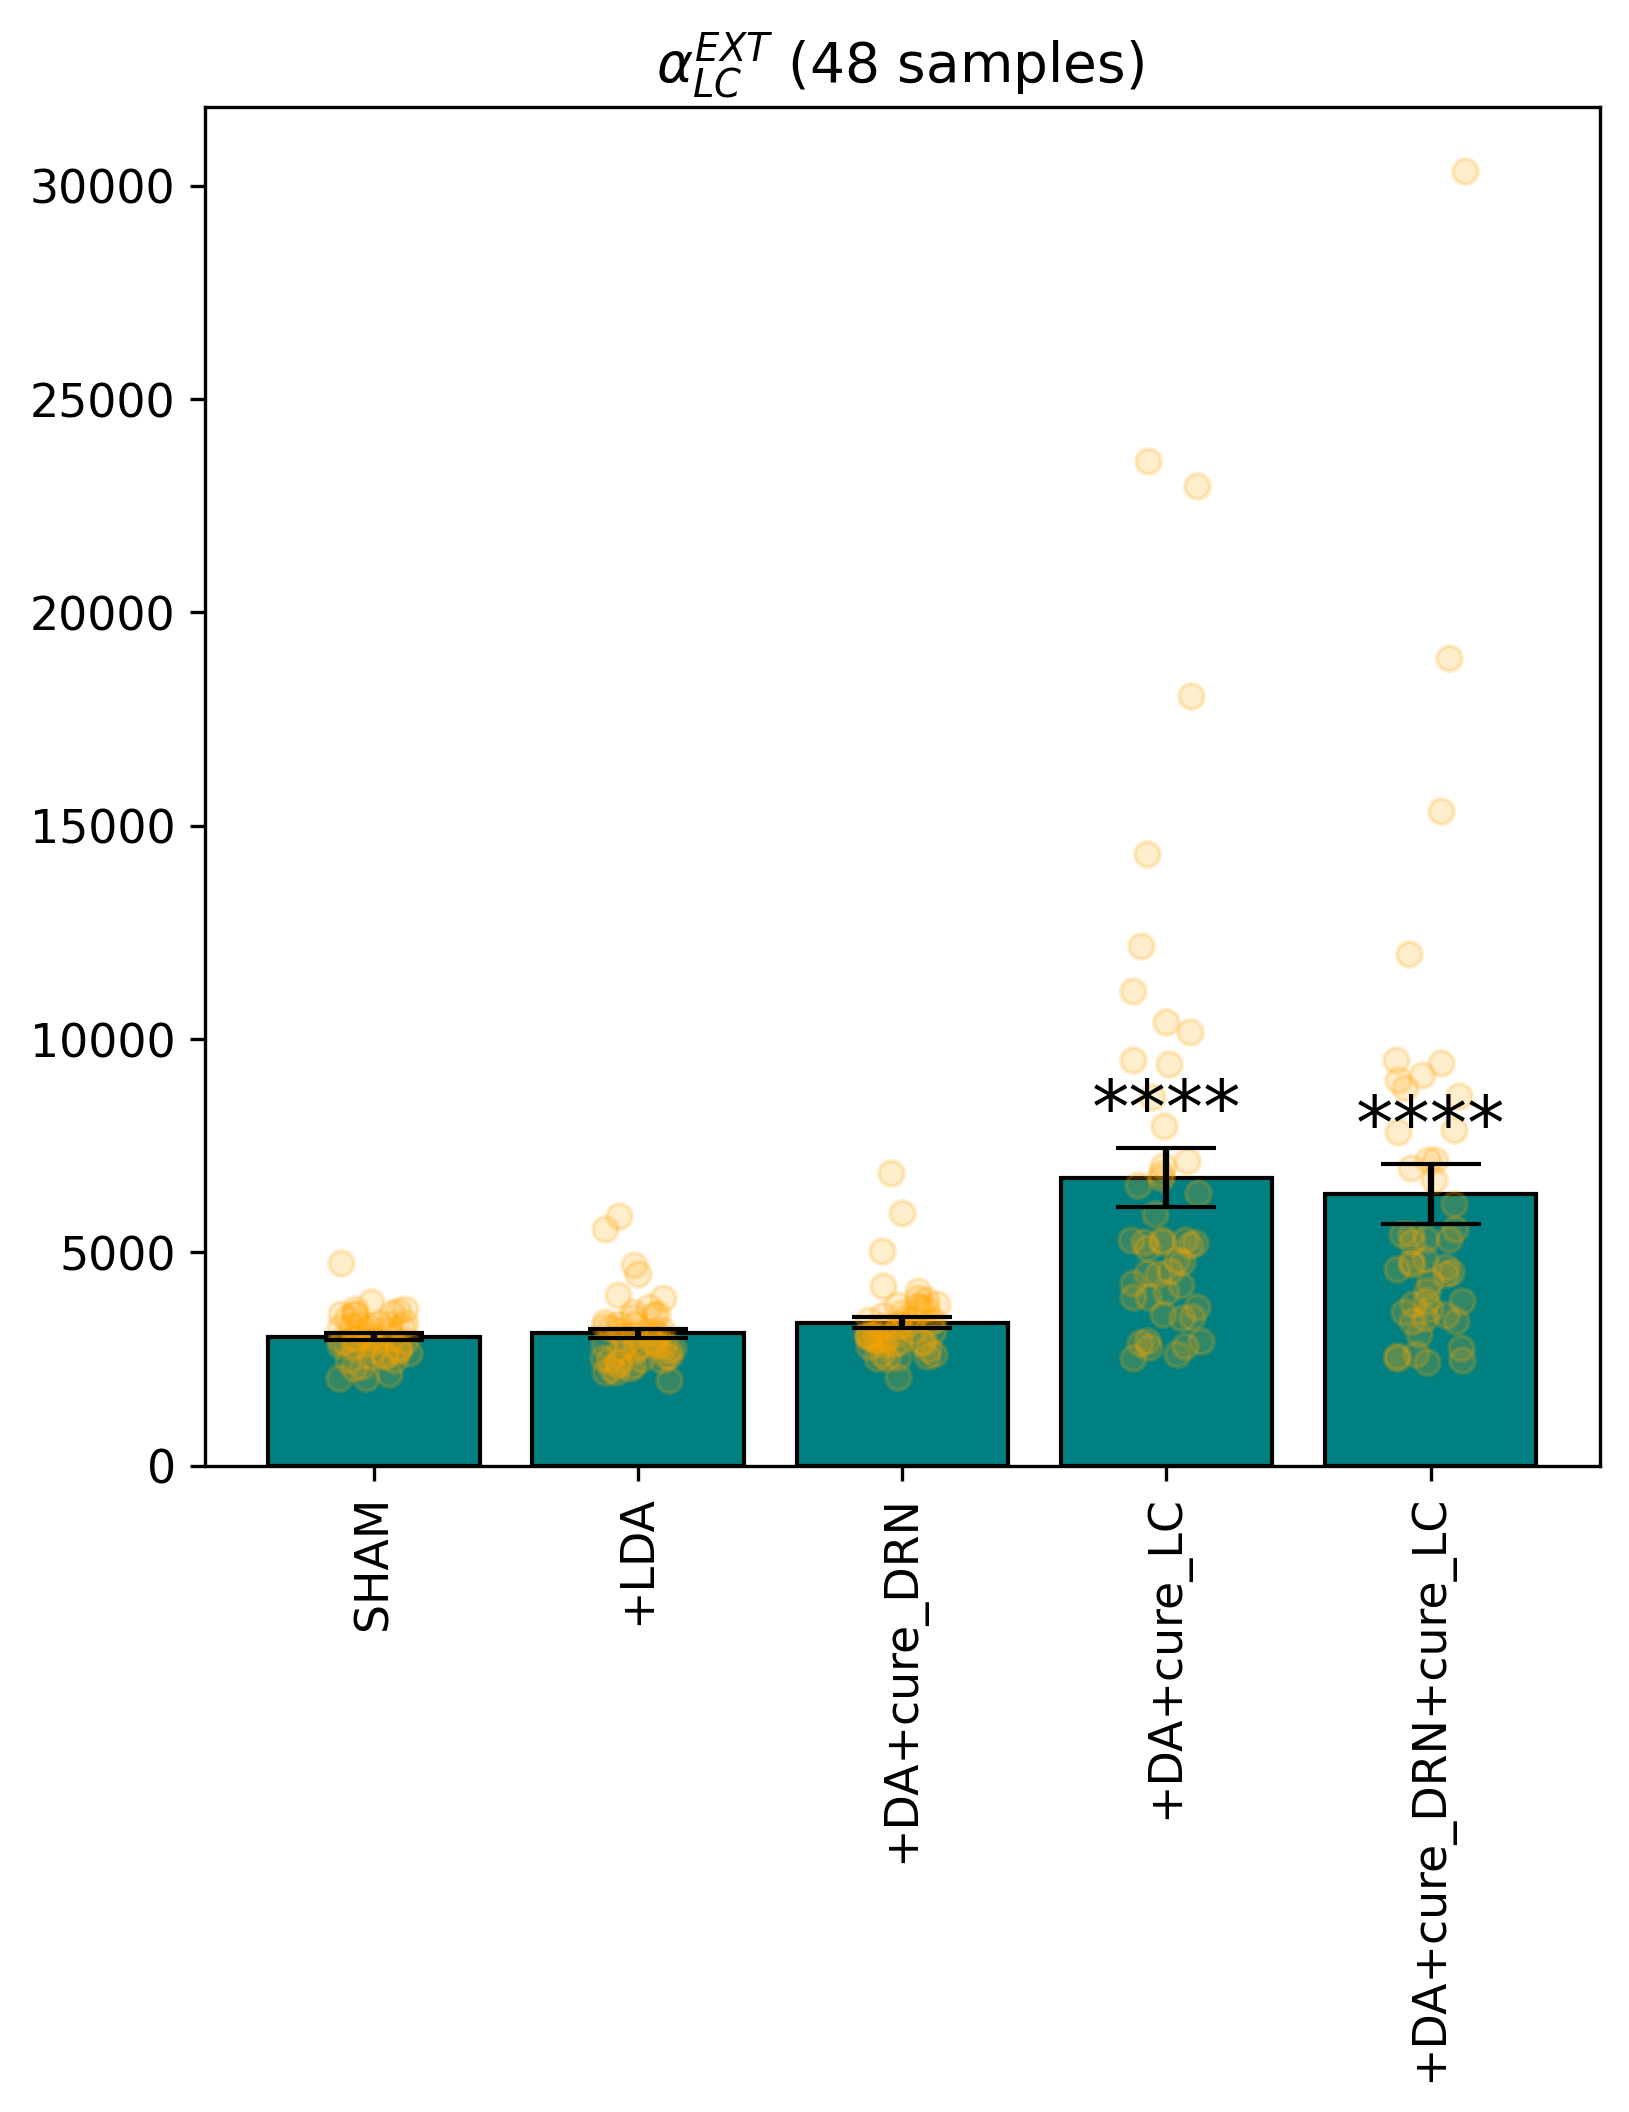 α_LC^EXT (48 samples)
30000
25000
20000
15000
10000
5000
0
****
****
SHAM
+LDA
+DA+cure_DRN
+DA+cure_LC
+DA+cure_DRN+cure_LC